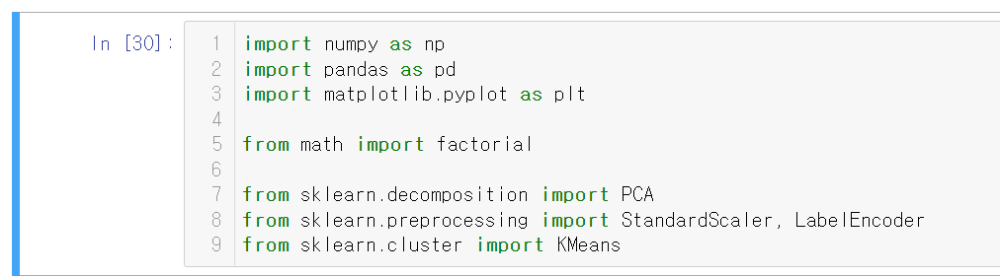 In [30]:
1 import numpy as np
2 import pandas as pd
3 import matplotlib.pyplot as plt
4
5 from math import factorial
6
7 from sklearn.decomposition import PCA
8 from sklearn.preprocessing import StandardScaler, LabelEncoder
9 from sklearn.cluster import KMeans